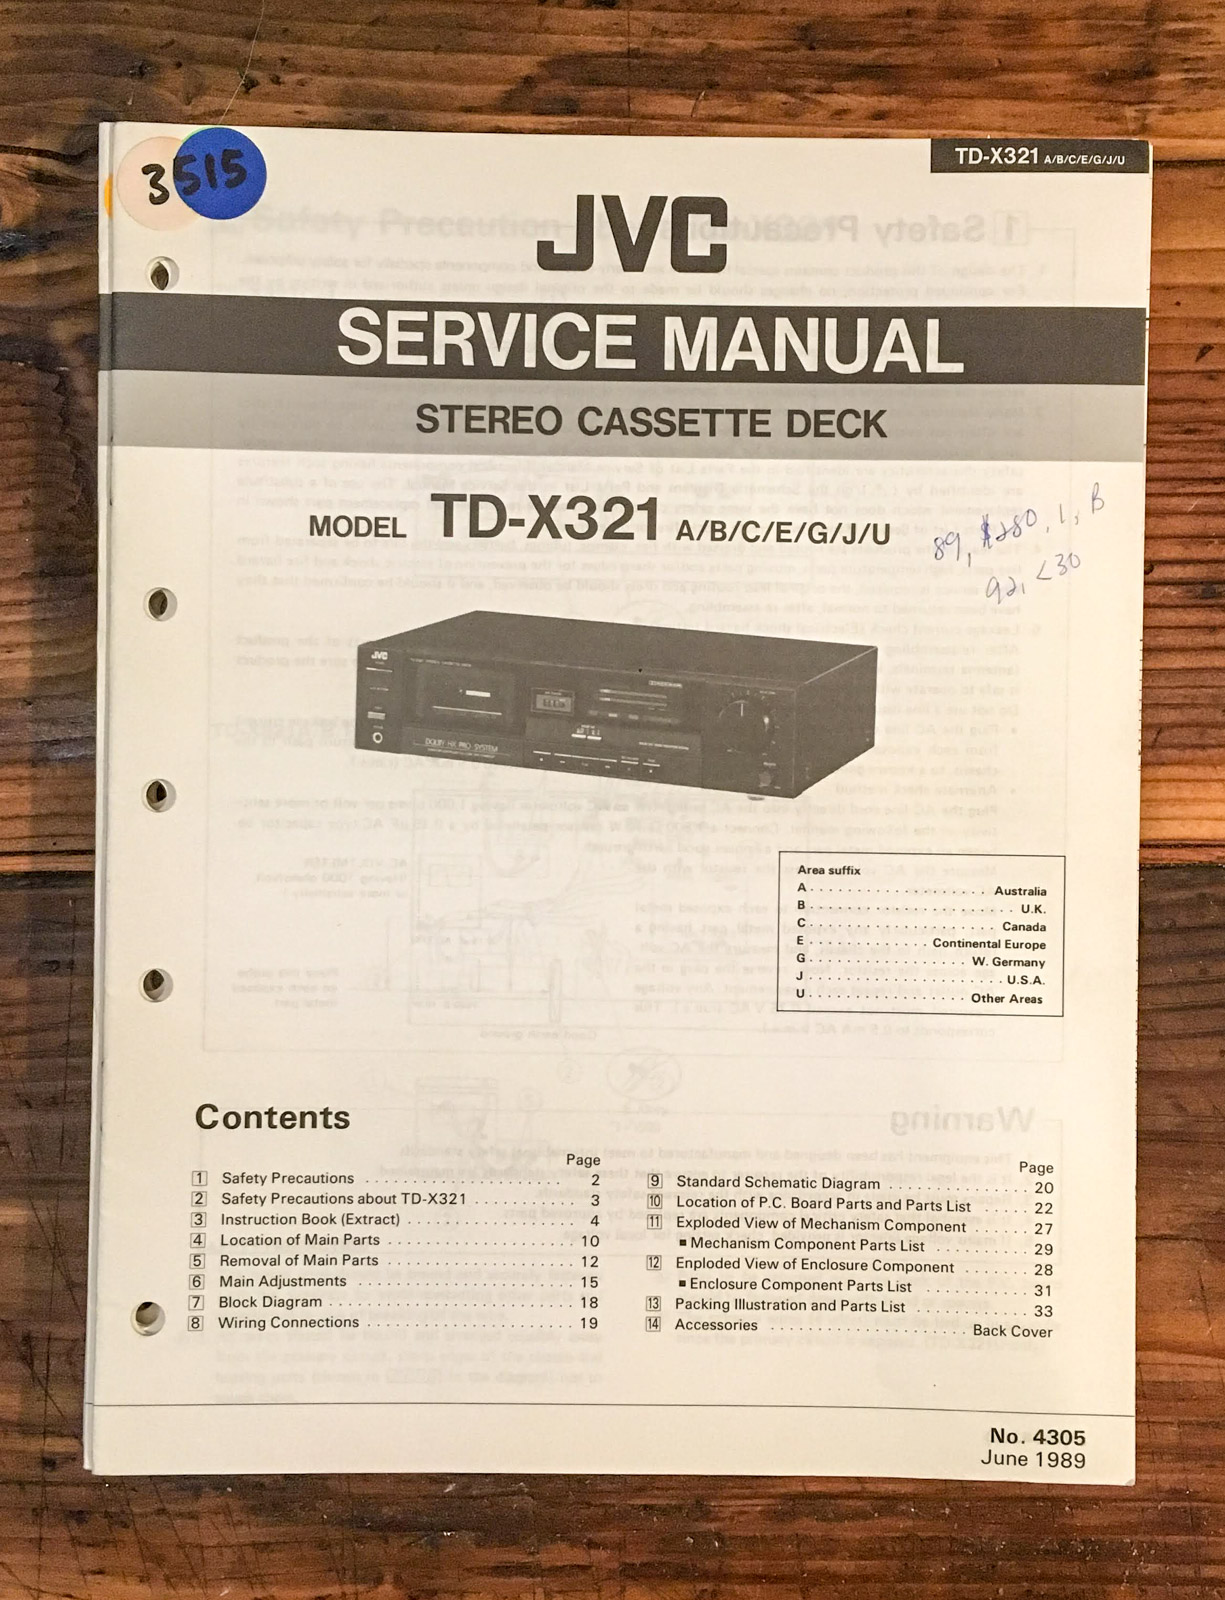 3515
TD-X321 A/B/C/E/G/J/U
JVC
SERVICE MANUAL
STEREO CASSETTE DECK
MODEL TD-X321 A/B/C/E/G/J/U
89, $280, 1, B
92, <30
JVC
DOLBY HX PRO SYSTEM
Area suffix
A . . . . . . . . . . . . . . . . . . Australia
B . . . . . . . . . . . . . . . . . . . . . U.K.
C . . . . . . . . . . . . . . . . . . . Canada
E . . . . . . . . . . . . Continental Europe
G . . . . . . . . . . . . . . . . W. Germany
J . . . . . . . . . . . . . . . . . . . . U.S.A.
U . . . . . . . . . . . . . . . . Other Areas
Contents
Page
1 Safety Precautions . . . . . . . . . . . . . . . . . . . . . 2
2 Safety Precautions about TD-X321 . . . . . . . . . 3
3 Instruction Book (Extract) . . . . . . . . . . . . . . . . 4
4 Location of Main Parts . . . . . . . . . . . . . . . . . 10
5 Removal of Main Parts . . . . . . . . . . . . . . . . . 12
6 Main Adjustments . . . . . . . . . . . . . . . . . . . . 15
7 Block Diagram . . . . . . . . . . . . . . . . . . . . . . 18
8 Wiring Connections . . . . . . . . . . . . . . . . . . . 19
Page
9 Standard Schematic Diagram . . . . . . . . . . . . . 20
10 Location of P.C. Board Parts and Parts List . . . . 22
11 Exploded View of Mechanism Component . . . . 27
■ Mechanism Component Parts List . . . . . . . . . 29
12 Enploded View of Enclosure Component . . . . . 28
■ Enclosure Component Parts List . . . . . . . . . . 31
13 Packing Illustration and Parts List . . . . . . . . . . 33
14 Accessories . . . . . . . . . . . . . . . . . . Back Cover
No. 4305
June 1989